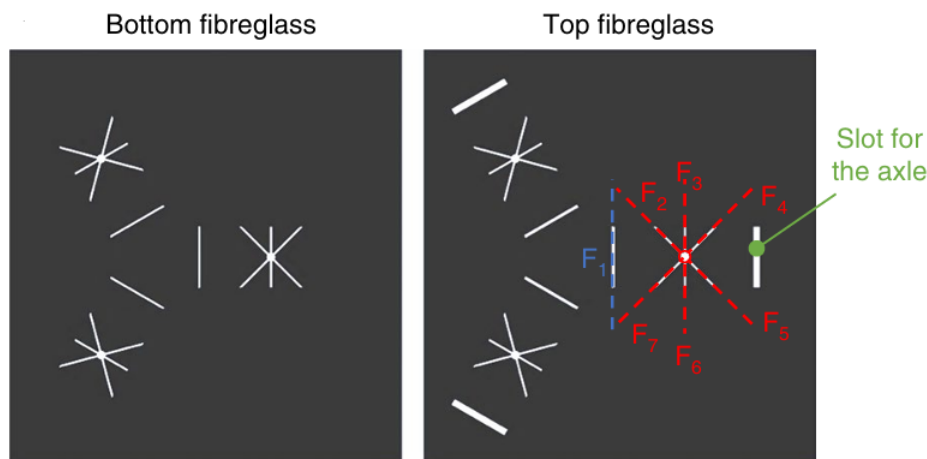 Bottom fibreglass
Top fibreglass
Slot for
the axle
F3
F2
F4
F1
F7
F5
F6